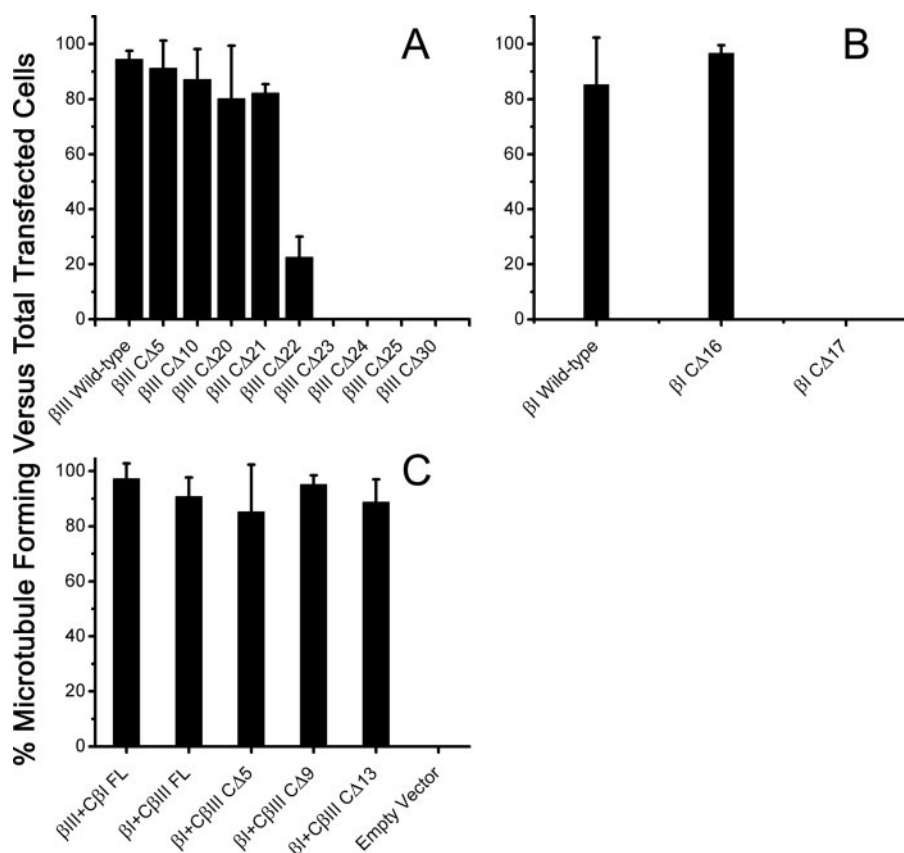 % Microtubule Forming Versus Total Transfected Cells
A
100
80
60
40
20
0
βIII Wild-type
βIII CΔ5
βIII CΔ10
βIII CΔ20
βIII CΔ21
βIII CΔ22
βIII CΔ23
βIII CΔ24
βIII CΔ25
βIII CΔ30
B
100
80
60
40
20
0
βI Wild-type
βI CΔ16
βI CΔ17
C
100
80
60
40
20
0
βIII+CβI FL
βI+CβIII FL
βI+CβIII CΔ5
βI+CβIII CΔ9
βI+CβIII CΔ13
Empty Vector